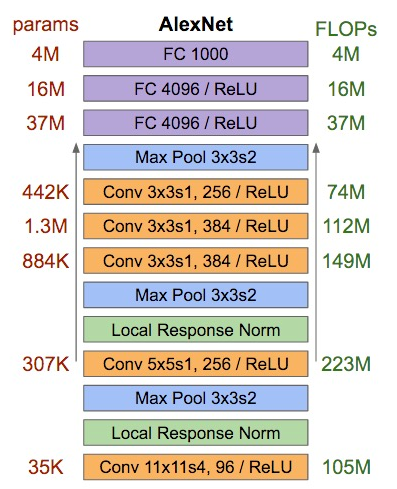 params AlexNet FLOPs
4M FC 1000 4M
16M FC 4096 / ReLU 16M
37M FC 4096 / ReLU 37M
Max Pool 3x3s2
442K Conv 3x3s1, 256 / ReLU 74M
1.3M Conv 3x3s1, 384 / ReLU 112M
884K Conv 3x3s1, 384 / ReLU 149M
Max Pool 3x3s2
Local Response Norm
307K Conv 5x5s1, 256 / ReLU 223M
Max Pool 3x3s2
Local Response Norm
35K Conv 11x11s4, 96 / ReLU 105M